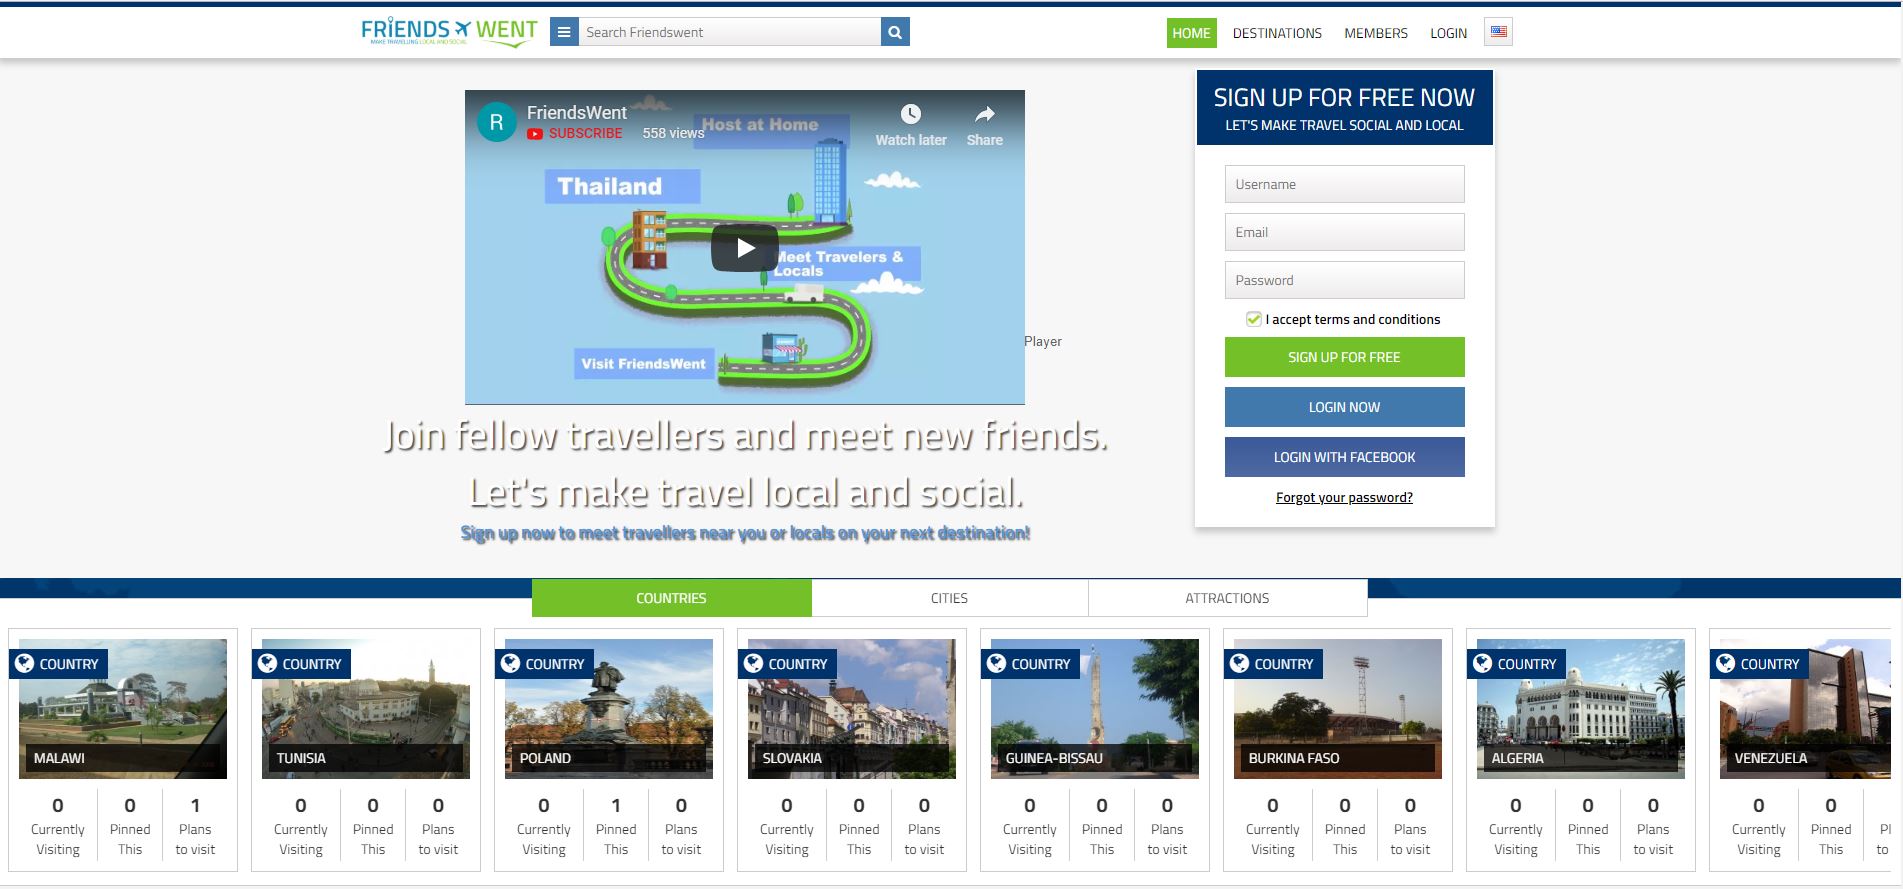 FRIENDS WENT
MAKE TRAVELLING LOCAL AND SOCIAL
Search Friendswent
HOME
DESTINATIONS
MEMBERS
LOGIN
R
FriendsWent
SUBSCRIBE
558 views
Watch later
Share
Host at Home
Thailand
Meet Travelers &
Locals
Visit FriendsWent
Player
Join fellow travellers and meet new friends.
Let's make travel local and social.
Sign up now to meet travellers near you or locals on your next destination!
SIGN UP FOR FREE NOW
LET'S MAKE TRAVEL SOCIAL AND LOCAL
Username
Email
Password
I accept terms and conditions
SIGN UP FOR FREE
LOGIN NOW
LOGIN WITH FACEBOOK
Forgot your password?
COUNTRIES
CITIES
ATTRACTIONS
COUNTRY
MALAWI
0 0 1
Currently Pinned Plans
Visiting This to visit
COUNTRY
TUNISIA
0 0 0
Currently Pinned Plans
Visiting This to visit
COUNTRY
POLAND
0 1 0
Currently Pinned Plans
Visiting This to visit
COUNTRY
SLOVAKIA
0 0 0
Currently Pinned Plans
Visiting This to visit
COUNTRY
GUINEA-BISSAU
0 0 0
Currently Pinned Plans
Visiting This to visit
COUNTRY
BURKINA FASO
0 0 0
Currently Pinned Plans
Visiting This to visit
COUNTRY
ALGERIA
0 0 0
Currently Pinned Plans
Visiting This to visit
COUNTRY
VENEZUELA
0 0
Currently Pinned Pl
Visiting This to